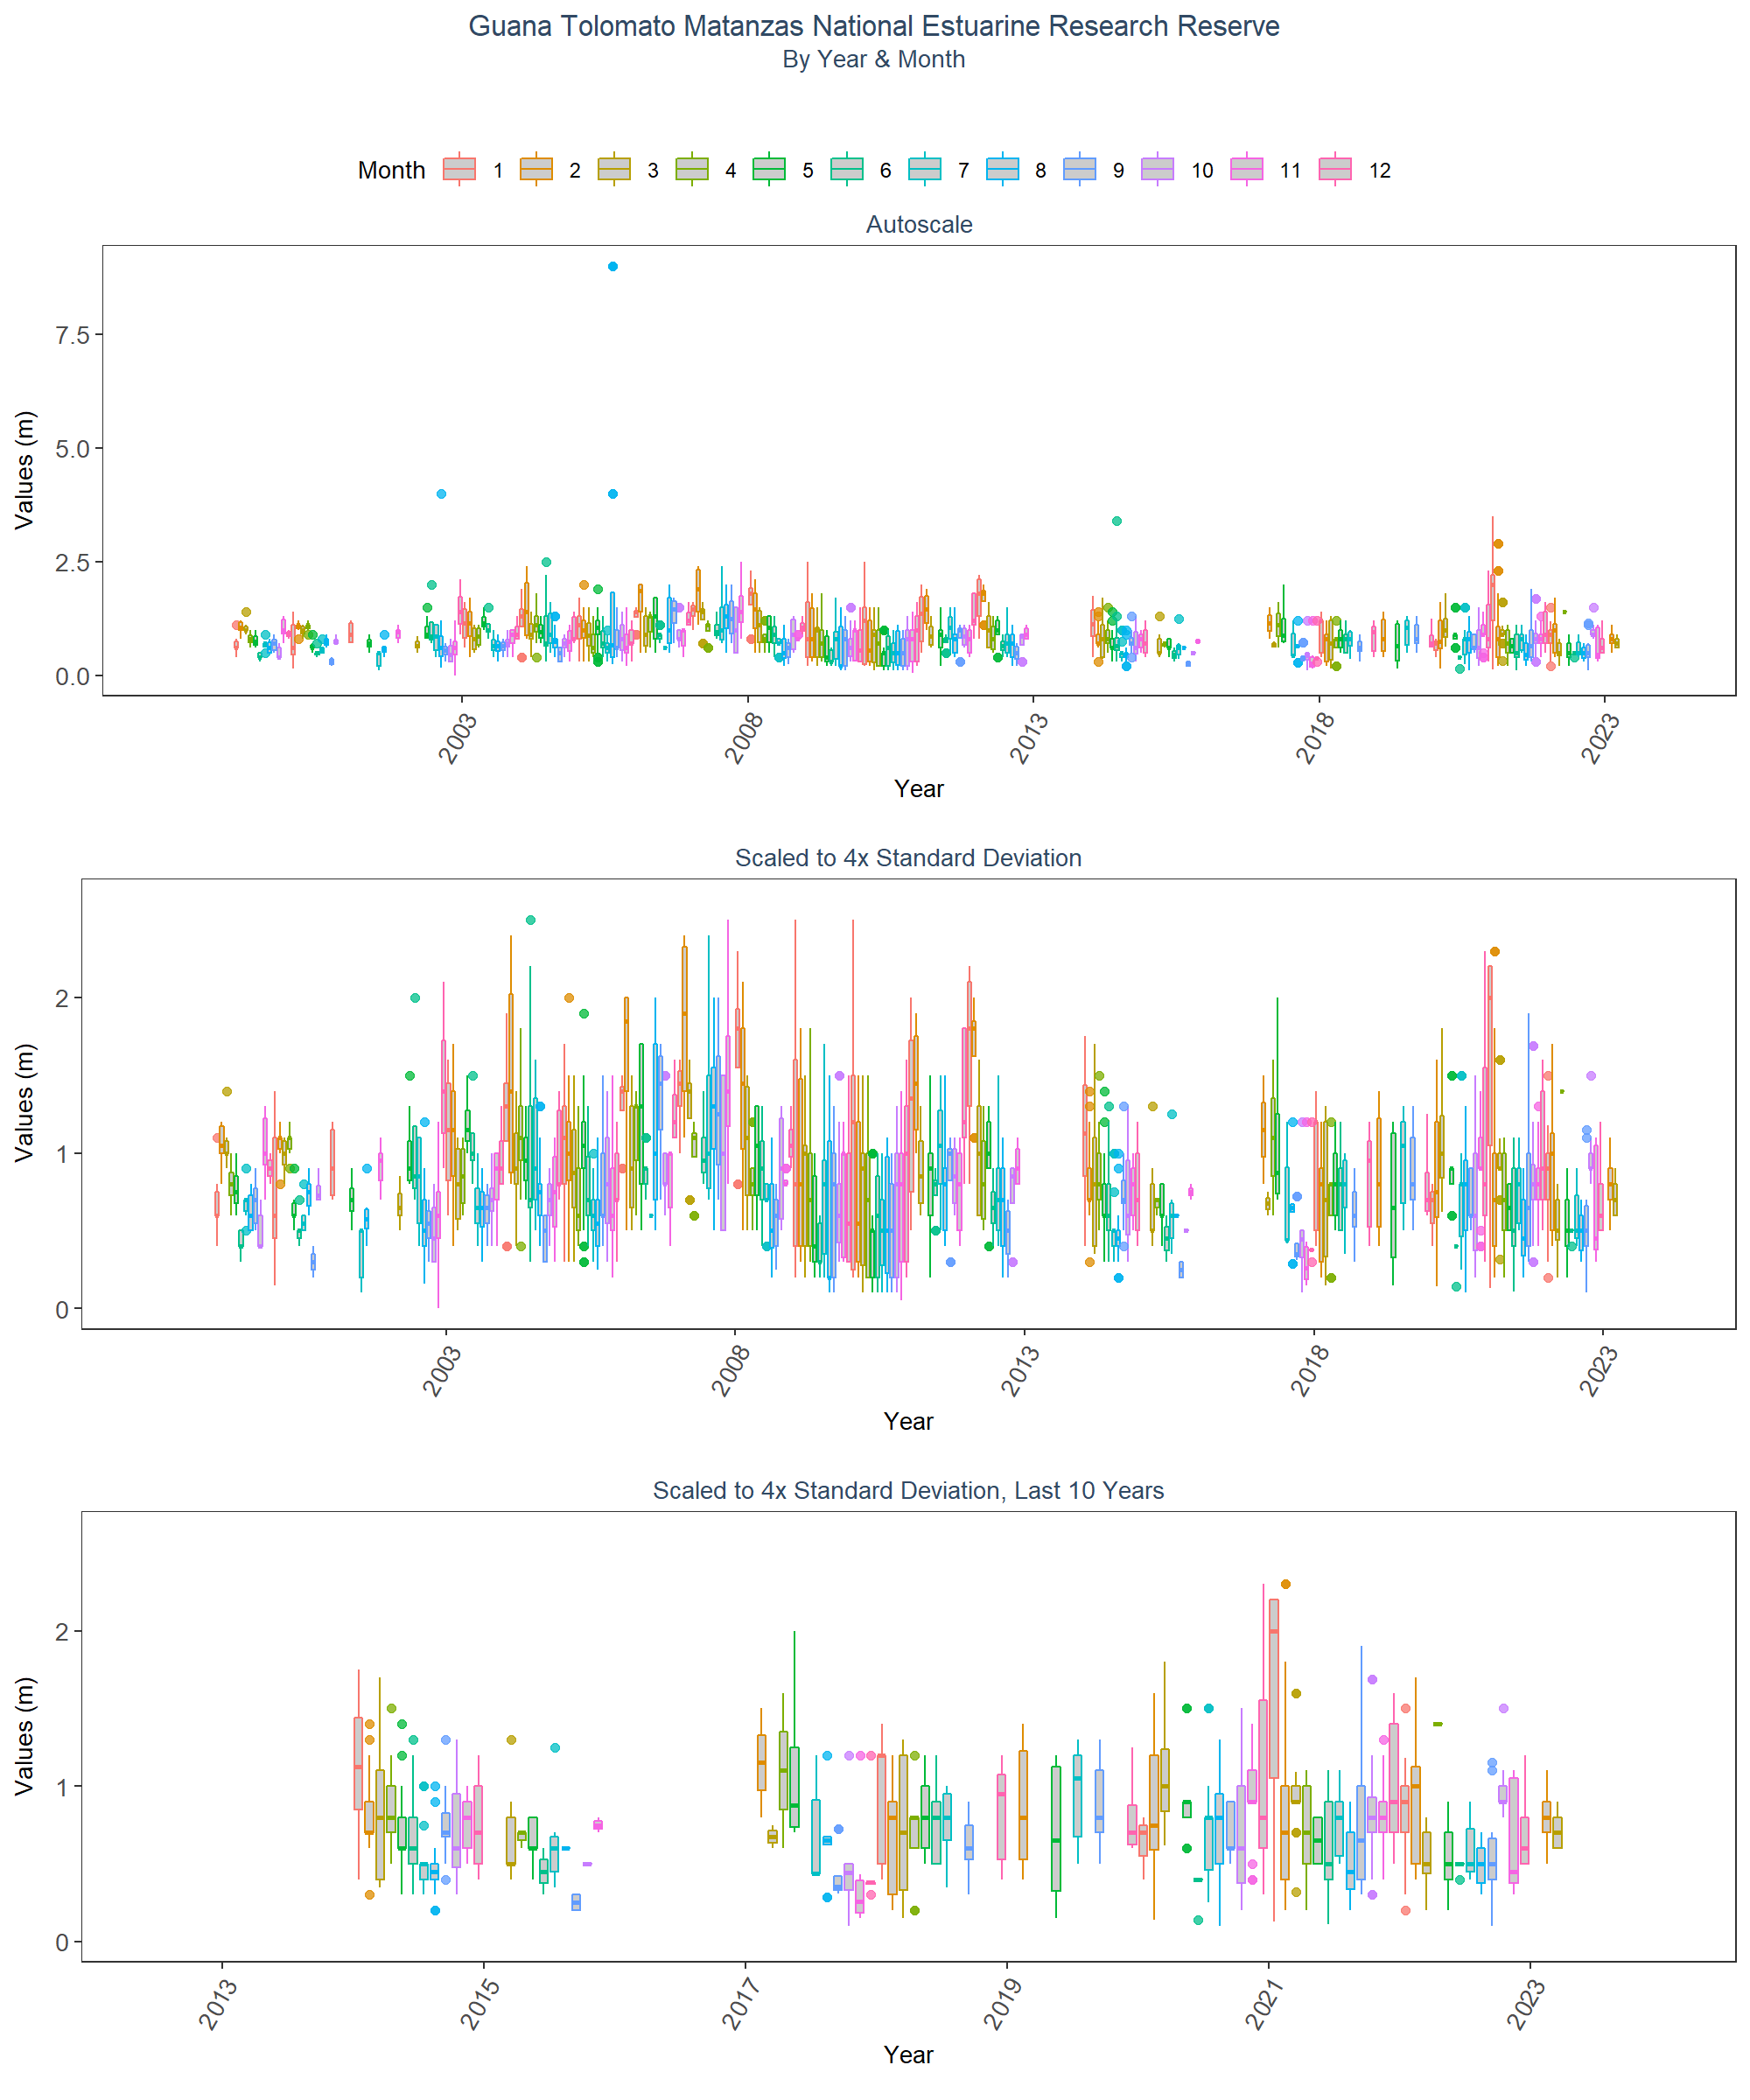 Guana Tolomato Matanzas National Estuarine Research Reserve
By Year & Month
Month 1 2 3 4 5 6 7 8 9 10 11 12
Autoscale
Values (m)
7.5
5.0
2.5
0.0
2003 2008 2013 2018 2023
Year
Scaled to 4x Standard Deviation
Values (m)
2
1
0
2003 2008 2013 2018 2023
Year
Scaled to 4x Standard Deviation, Last 10 Years
Values (m)
2
1
0
2013 2015 2017 2019 2021 2023
Year